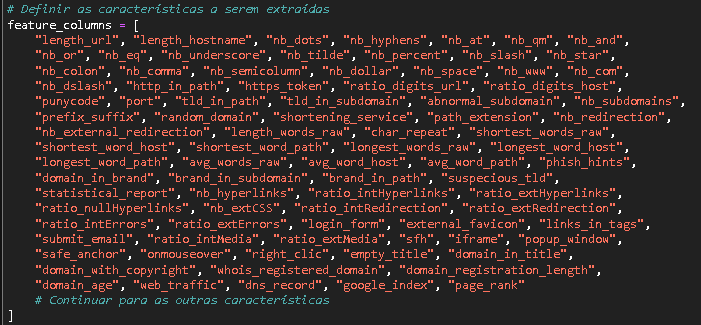 # Definir as característica a serem extraídas
feature_columns = [
"length_url", "length_hostname", "nb_dots", "nb_hyphens", "nb_at", "nb_qm", "nb_and",
"nb_or", "nb_eq", "nb_underscore", "nb_tilde", "nb_percent", "nb_slash", "nb_star",
"nb_colon", "nb_comma", "nb_semicolumn", "nb_dollar", "nb_space", "nb_www", "nb_com",
"nb_dslash", "http_in_path", "https_token", "ratio_digits_url", "ratio_digits_host",
"punycode", "port", "tld_in_path", "tld_in_subdomain", "abnormal_subdomain", "nb_subdomains",
"prefix_suffix", "random_domain", "shortening_service", "path_extension", "nb_redirection",
"nb_external_redirection", "length_words_raw", "char_repeat", "shortest_words_raw",
"shortest_word_host", "shortest_word_path", "longest_words_raw", "longest_word_host",
"longest_word_path", "avg_words_raw", "avg_word_host", "avg_word_path", "phish_hints",
"domain_in_brand", "brand_in_subdomain", "brand_in_path", "suspecious_tld",
"statistical_report", "nb_hyperlinks", "ratio_intHyperlinks", "ratio_extHyperlinks",
"ratio_nullHyperlinks", "nb_extCSS", "ratio_intRedirection", "ratio_extRedirection",
"ratio_intErrors", "ratio_extErrors", "login_form", "external_favicon", "links_in_tags",
"submit_email", "ratio_intMedia", "ratio_extMedia", "sfh", "iframe", "popup_window",
"safe_anchor", "onmouseover", "right_clic", "empty_title", "domain_in_title",
"domain_with_copyright", "whois_registered_domain", "domain_registration_length",
"domain_age", "web_traffic", "dns_record", "google_index", "page_rank"
# Continuar para as outras características
]